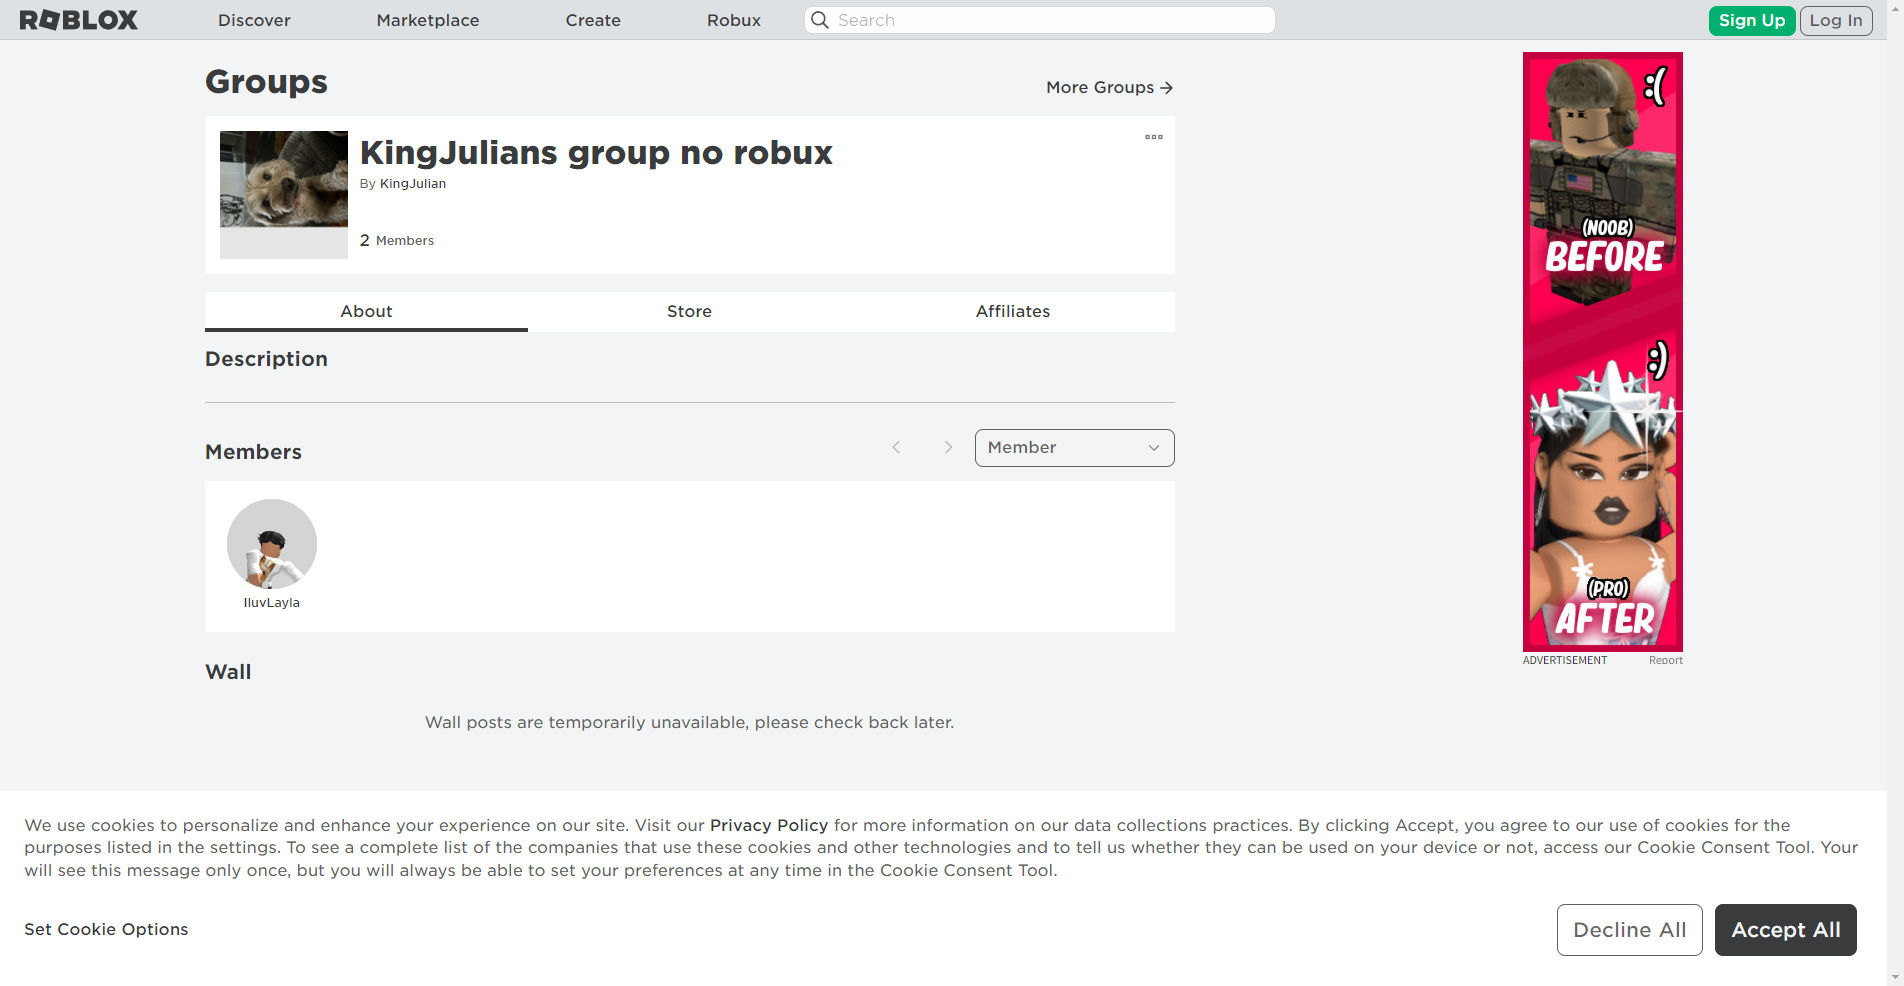 ROBLOX
Discover
Marketplace
Create
Robux
Search
Sign Up
Log In
Groups
More Groups
KingJulians group no robux
By KingJulian
2 Members
About
Store
Affiliates
Description
Members
Member
IluvLayla
Wall
Wall posts are temporarily unavailable, please check back later.
:(
(NOOB)
BEFORE
:)
(PRO)
AFTER
ADVERTISEMENT
Report
We use cookies to personalize and enhance your experience on our site. Visit our Privacy Policy for more information on our data collections practices. By clicking Accept, you agree to our use of cookies for the
purposes listed in the settings. To see a complete list of the companies that use these cookies and other technologies and to tell us whether they can be used on your device or not, access our Cookie Consent Tool. Your
will see this message only once, but you will always be able to set your preferences at any time in the Cookie Consent Tool.
Set Cookie Options
Decline All
Accept All